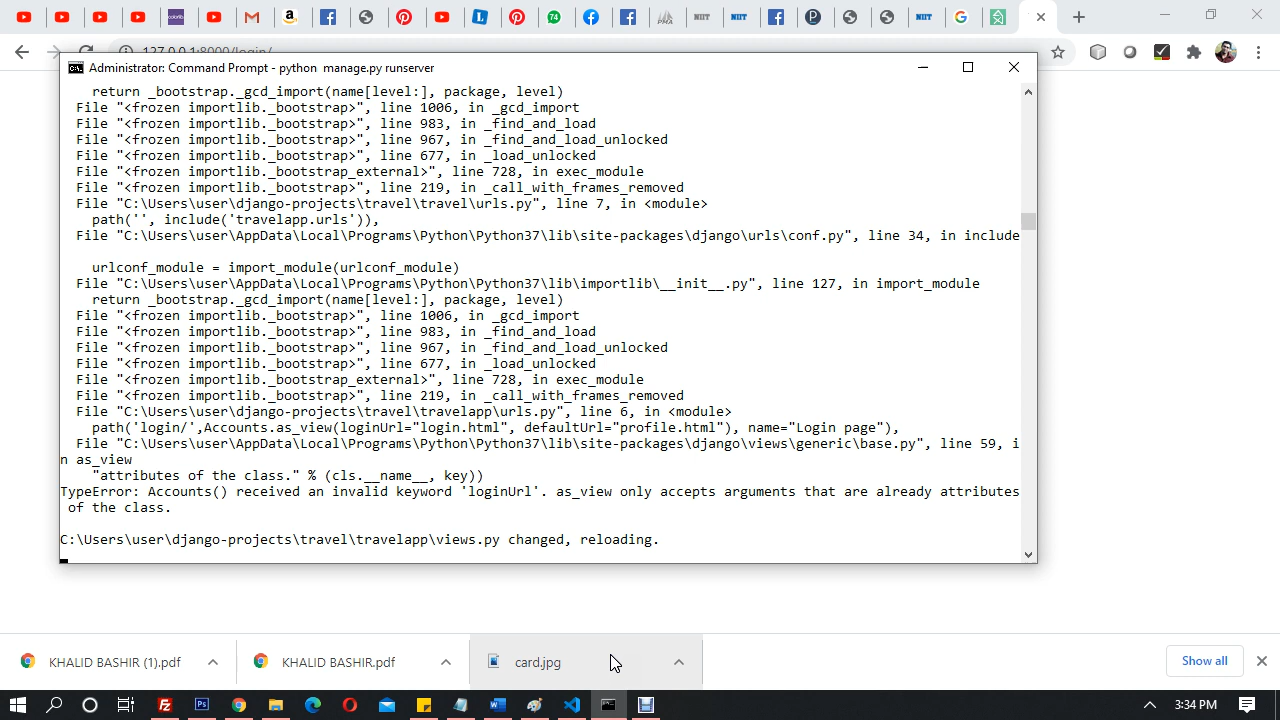 127.0.0.1:8000/login/
Administrator: Command Prompt - python  manage.py runserver
return _bootstrap._gcd_import(name[level:], package, level)
File "<frozen importlib._bootstrap>", line 1006, in _gcd_import
File "<frozen importlib._bootstrap>", line 983, in _find_and_load
File "<frozen importlib._bootstrap>", line 967, in _find_and_load_unlocked
File "<frozen importlib._bootstrap>", line 677, in _load_unlocked
File "<frozen importlib._bootstrap_external>", line 728, in exec_module
File "<frozen importlib._bootstrap>", line 219, in _call_with_frames_removed
File "C:\Users\user\django-projects\travel\travel\urls.py", line 7, in <module>
path('', include('travelapp.urls')),
File "C:\Users\user\AppData\Local\Programs\Python\Python37\lib\site-packages\django\urls\conf.py", line 34, in include
urlconf_module = import_module(urlconf_module)
File "C:\Users\user\AppData\Local\Programs\Python\Python37\lib\importlib\__init__.py", line 127, in import_module
return _bootstrap._gcd_import(name[level:], package, level)
File "<frozen importlib._bootstrap>", line 1006, in _gcd_import
File "<frozen importlib._bootstrap>", line 983, in _find_and_load
File "<frozen importlib._bootstrap>", line 967, in _find_and_load_unlocked
File "<frozen importlib._bootstrap>", line 677, in _load_unlocked
File "<frozen importlib._bootstrap_external>", line 728, in exec_module
File "<frozen importlib._bootstrap>", line 219, in _call_with_frames_removed
File "C:\Users\user\django-projects\travel\travelapp\urls.py", line 6, in <module>
path('login/',Accounts.as_view(loginUrl="login.html", defaultUrl="profile.html"), name="Login page"),
File "C:\Users\user\AppData\Local\Programs\Python\Python37\lib\site-packages\django\views\generic\base.py", line 59, i
n as_view
"attributes of the class." % (cls.__name__, key))
TypeError: Accounts() received an invalid keyword 'loginUrl'. as_view only accepts arguments that are already attributes
of the class.
C:\Users\user\django-projects\travel\travelapp\views.py changed, reloading.
KHALID BASHIR (1).pdf
KHALID BASHIR.pdf
card.jpg
Show all
3:34 PM